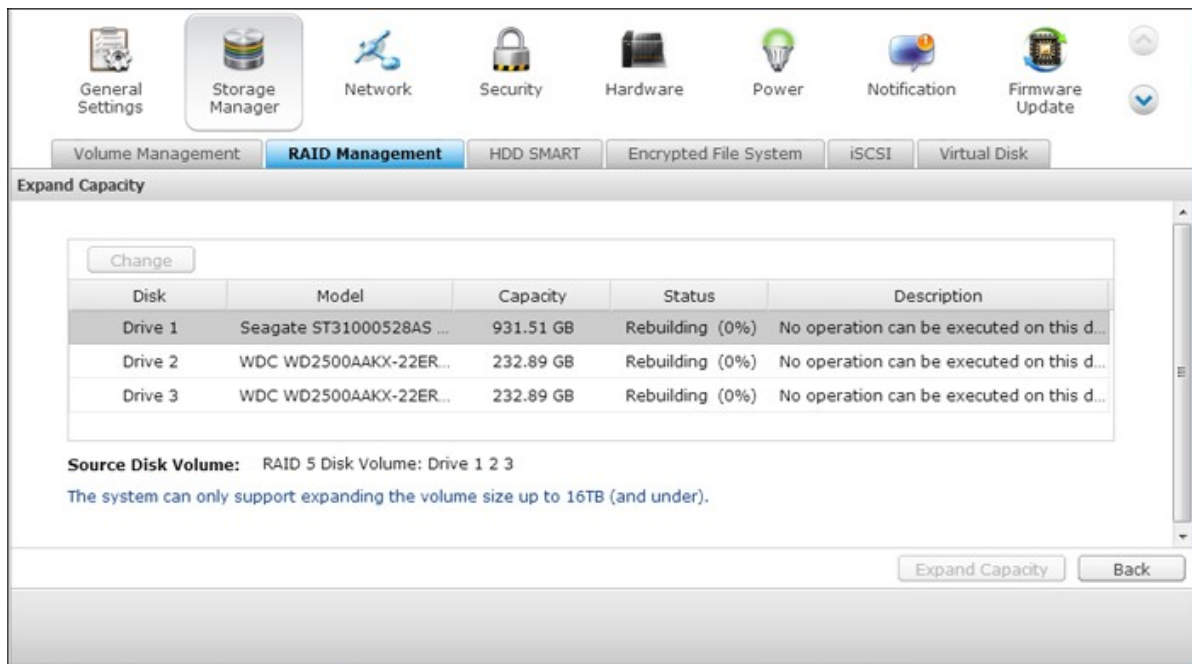 General Settings
Storage Manager
Network
Security
Hardware
Power
Notification
Firmware Update
Volume Management
RAID Management
HDD SMART
Encrypted File System
iSCSI
Virtual Disk
Expand Capacity
Change
Disk Model Capacity Status Description
Drive 1 Seagate ST31000528AS ... 931.51 GB Rebuilding (0%) No operation can be executed on this d...
Drive 2 WDC WD2500AAKX-22ER... 232.89 GB Rebuilding (0%) No operation can be executed on this d...
Drive 3 WDC WD2500AAKX-22ER... 232.89 GB Rebuilding (0%) No operation can be executed on this d...
Source Disk Volume: RAID 5 Disk Volume: Drive 1 2 3
The system can only support expanding the volume size up to 16TB (and under).
Expand Capacity Back